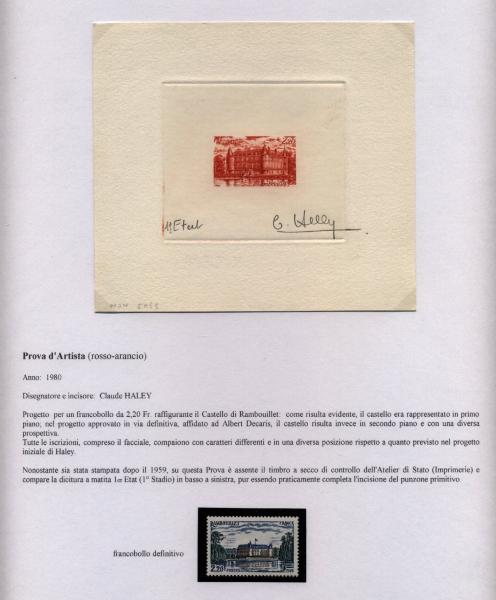 2,20
1er Etat
C. Haley
Prova d'Artista (rosso-arancio)
Anno: 1980
Disegnatore e incisore: Claude HALEY
Progetto per un francobollo da 2,20 Fr. raffigurante il Castello di Rambouillet: come risulta evidente, il castello era rappresentato in primo
piano; nel progetto approvato in via definitiva, affidato ad Albert Decaris, il castello risulta invece in secondo piano e con una diversa
prospettiva.
Tutte le iscrizioni, compreso il facciale, compaiono con caratteri differenti e in una diversa posizione rispetto a quanto previsto nel progetto
iniziale di Haley.
Nonostante sia stata stampata dopo il 1959, su questa Prova è assente il timbro a secco di controllo dell'Atelier di Stato (Imprimerie) e
compare la dicitura a matita 1er Etat (1° Stadio) in basso a sinistra, pur essendo praticamente completa l'incisione del punzone primitivo.
RAMBOUILLET FRANCE
francobollo definitivo
2,20